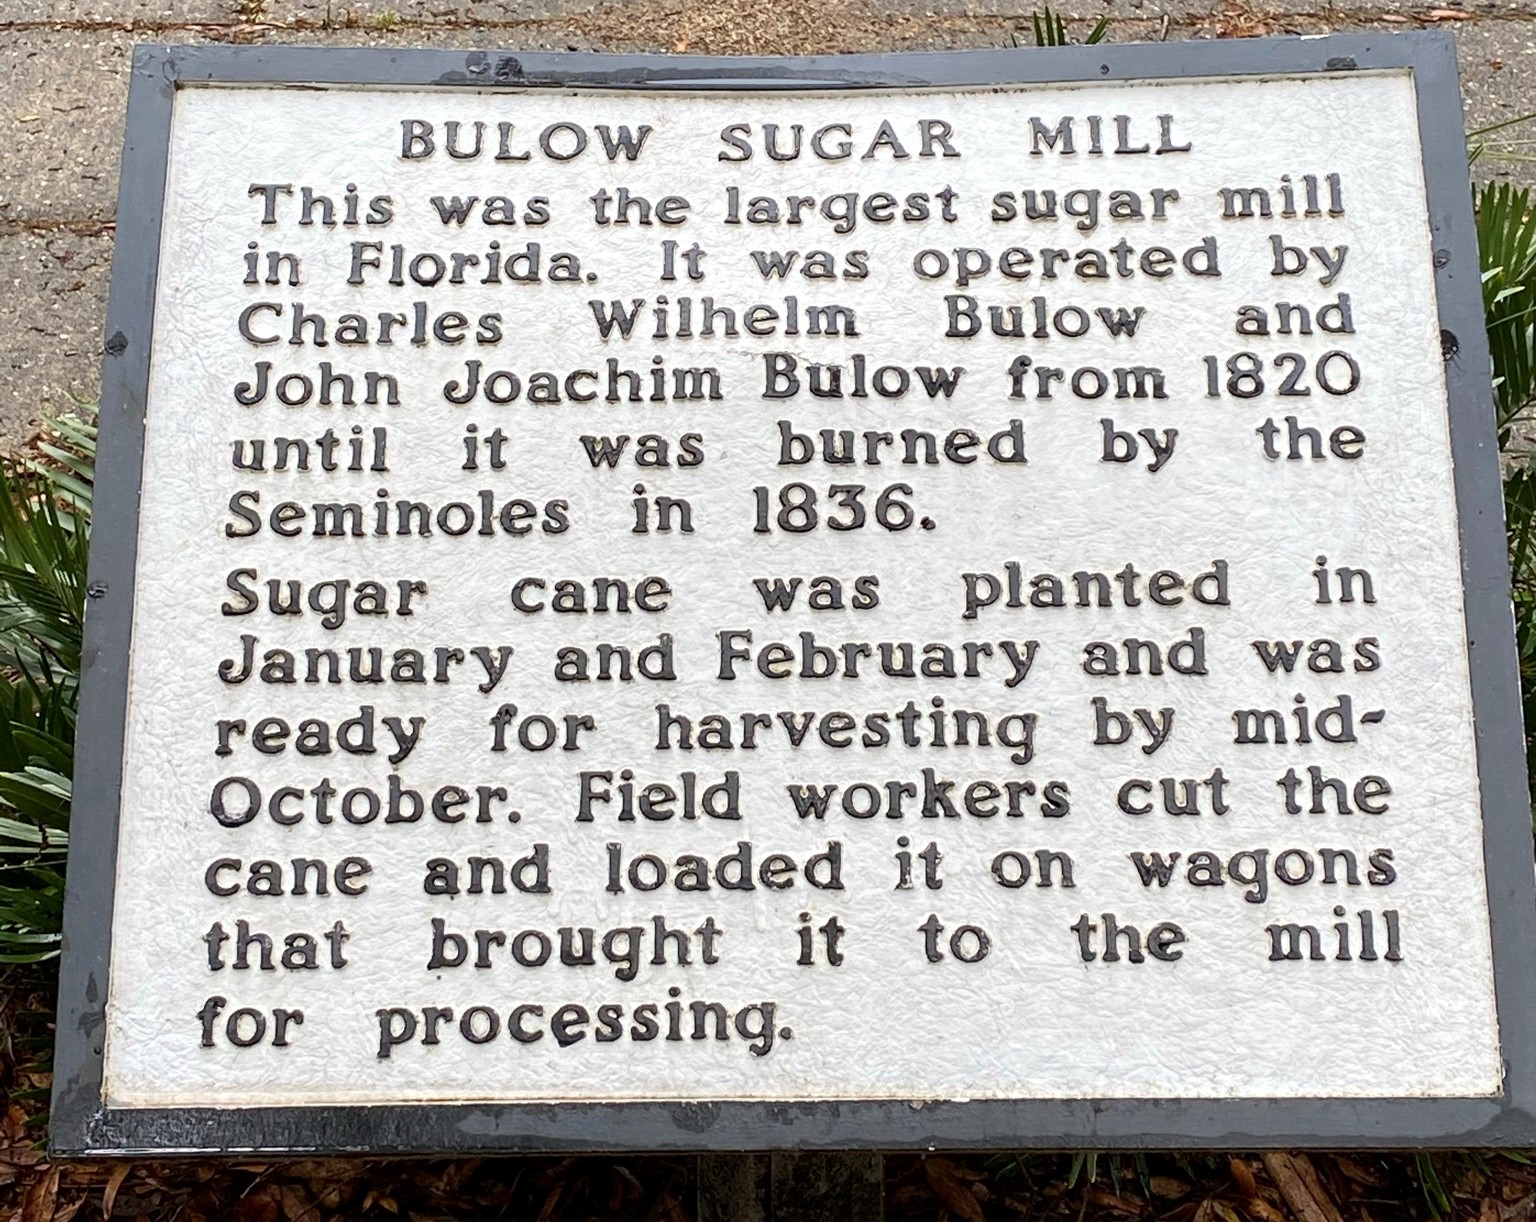 BULOW SUGAR MILL
This was the largest sugar mill
in Florida. It was operated by
Charles Wilhelm Bulow and
John Joachim Bulow from 1820
until it was burned by the
Seminoles in 1836.
Sugar cane was planted in
January and February and was
ready for harvesting by mid-
October. Field workers cut the
cane and loaded it on wagons
that brought it to the mill
for processing.